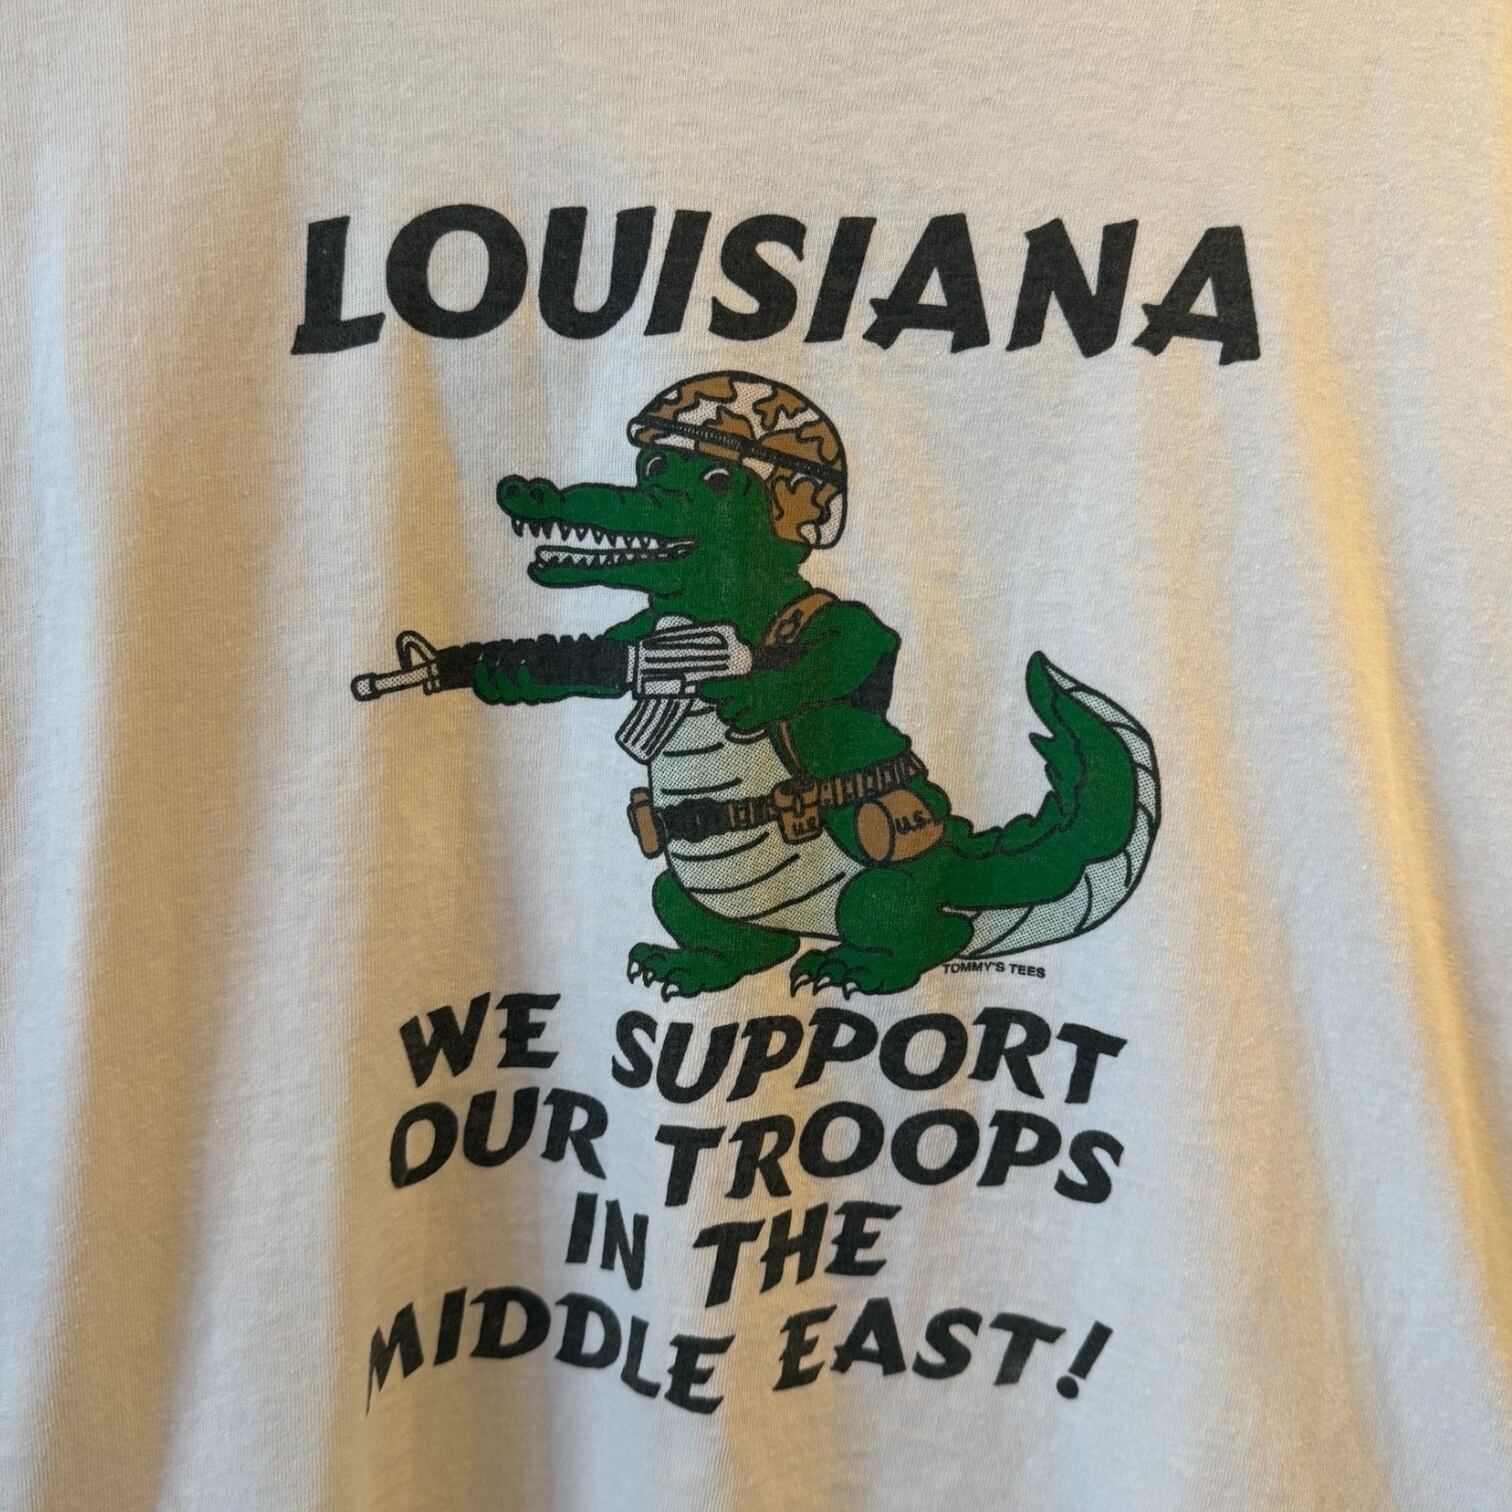 LOUISIANA
U.S
U.S.
TOMMY'S TEES
WE SUPPORT
OUR TROOPS
IN THE
MIDDLE EAST!